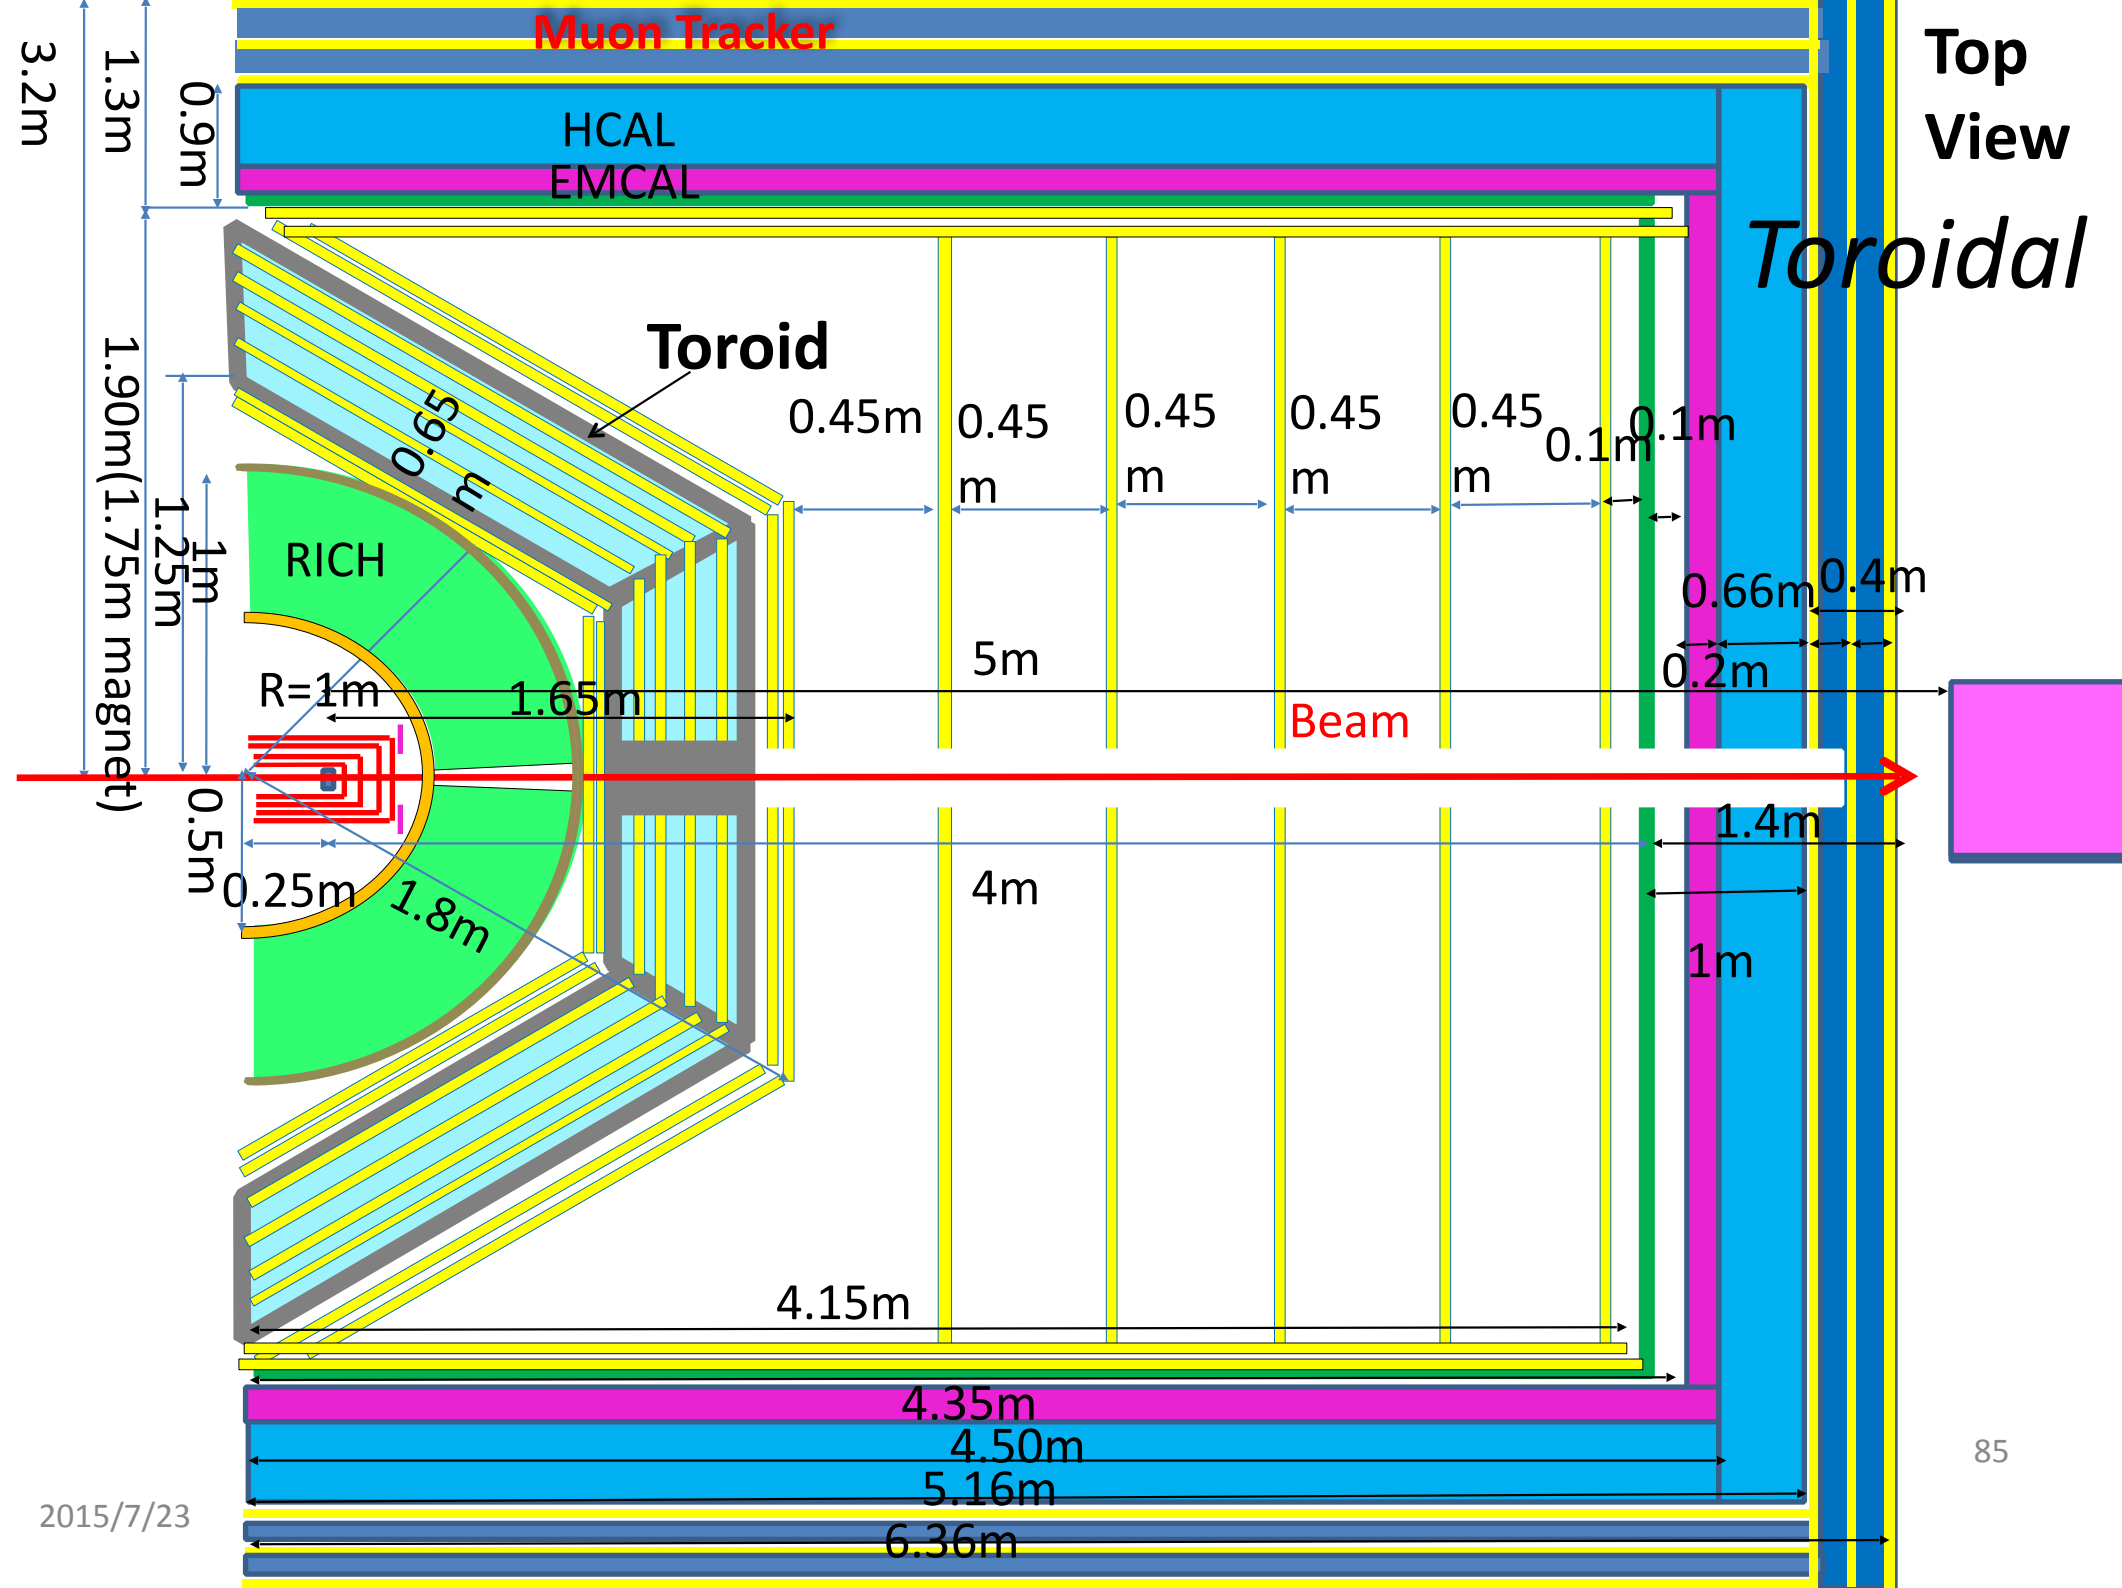 Muon Tracker
Top
View
Toroidal
3.2m
1.3m
0.9m
HCAL
EMCAL
Toroid
0.65
m
1.90m(1.75m magnet)
1.25m
1m
0.45m
0.45
m
0.45
m
0.45
m
0.45
m
0.1m
0.1m
RICH
0.66m
0.4m
5m
0.2m
R=1m
1.65m
Beam
0.5m
0.25m
1.8m
4m
1.4m
1m
4.15m
4.35m
4.50m
5.16m
6.36m
2015/7/23
85